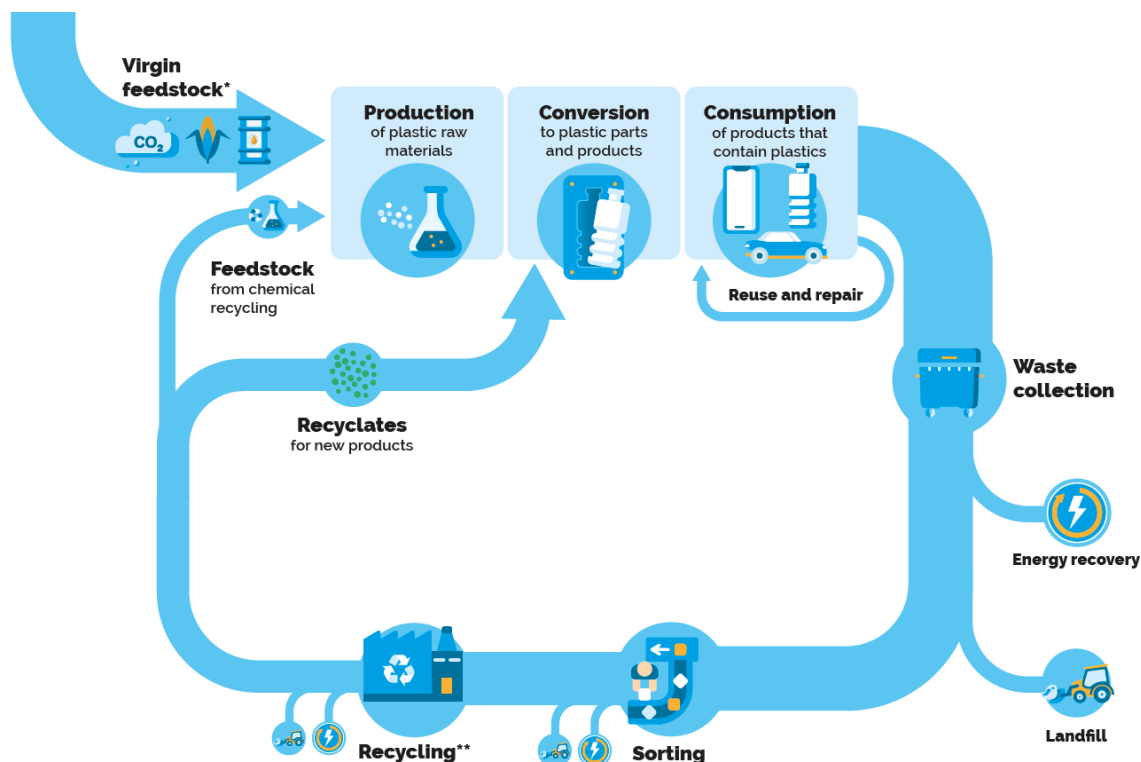 Virgin
feedstock*
CO2
Production
of plastic raw
materials
Conversion
to plastic parts
and products
Consumption
of products that
contain plastics
Feedstock
from chemical
recycling
Reuse and repair
Recyclates
for new products
Waste
collection
Energy recovery
Landfill
Recycling**
Sorting